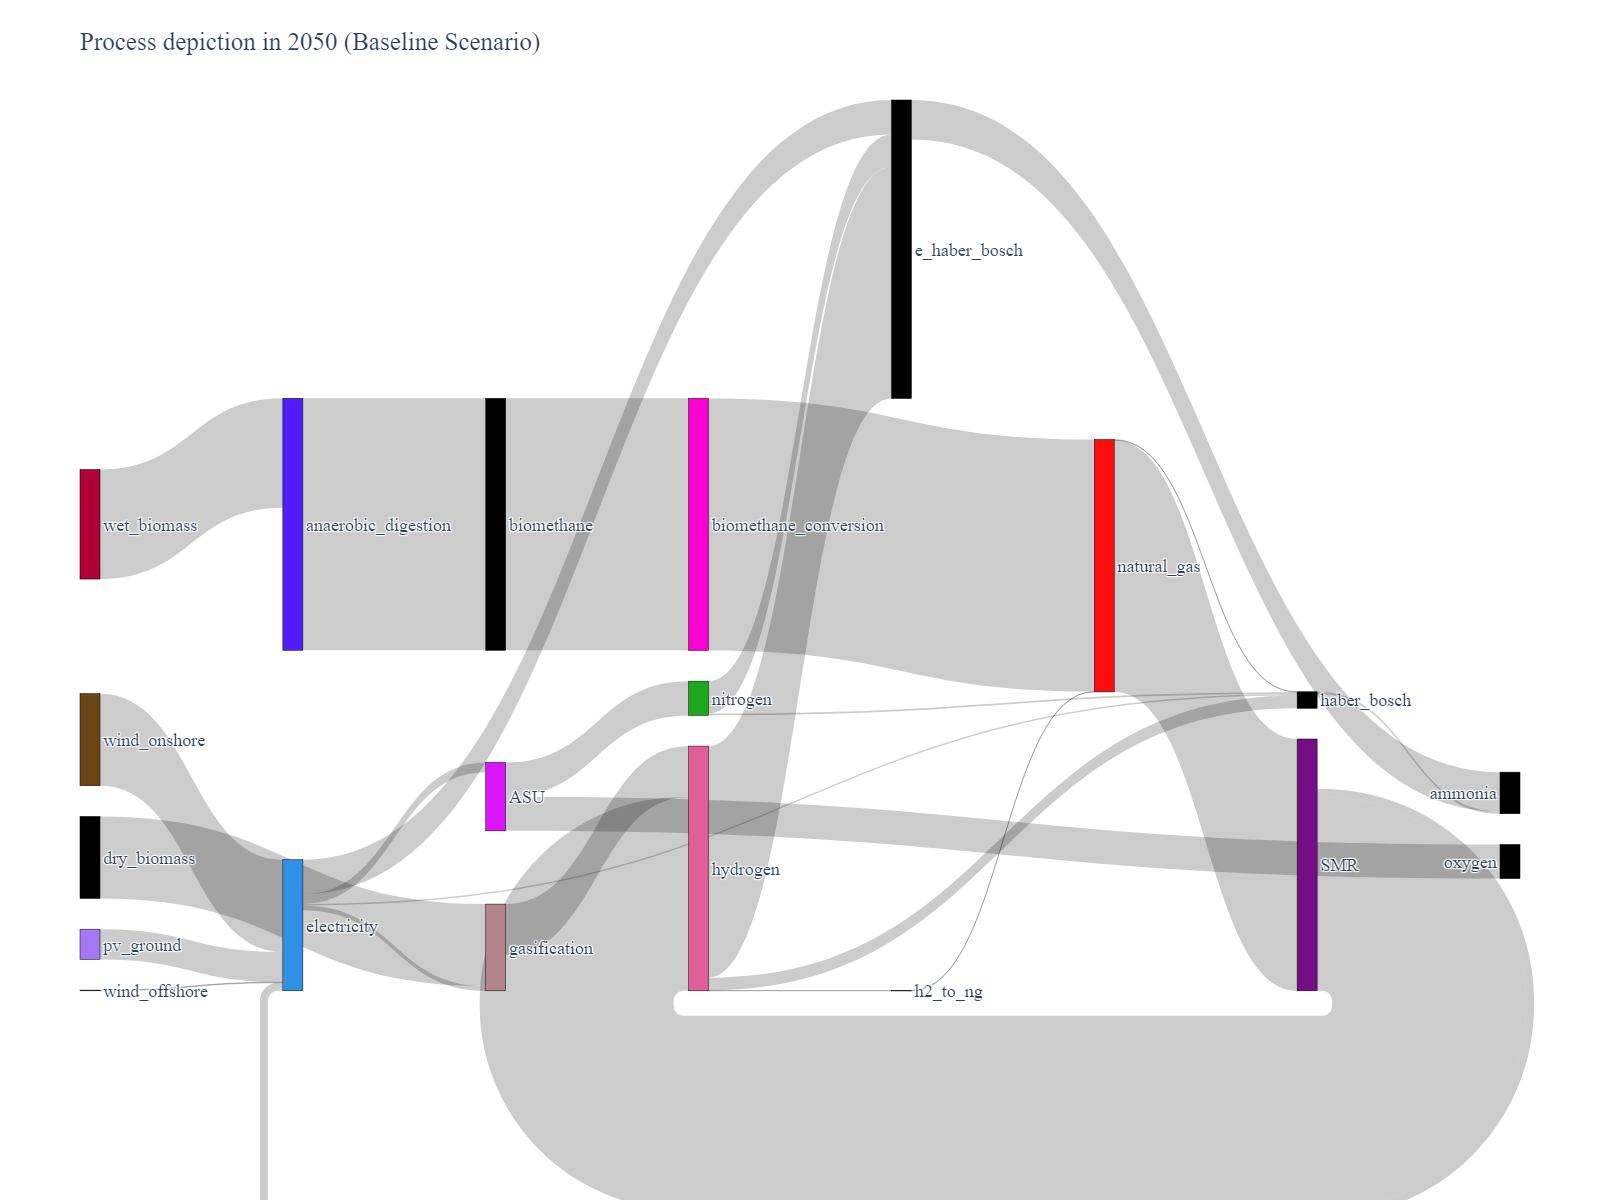 Process depiction in 2050 (Baseline Scenario)
e_haber_bosch
wet_biomass
anaerobic_digestion
biomethane
biomethane_conversion
natural_gas
nitrogen
haber_bosch
wind_onshore
ASU
ammonia
dry_biomass
hydrogen
SMR
oxygen
electricity
pv_ground
gasification
wind_offshore
h2_to_ng